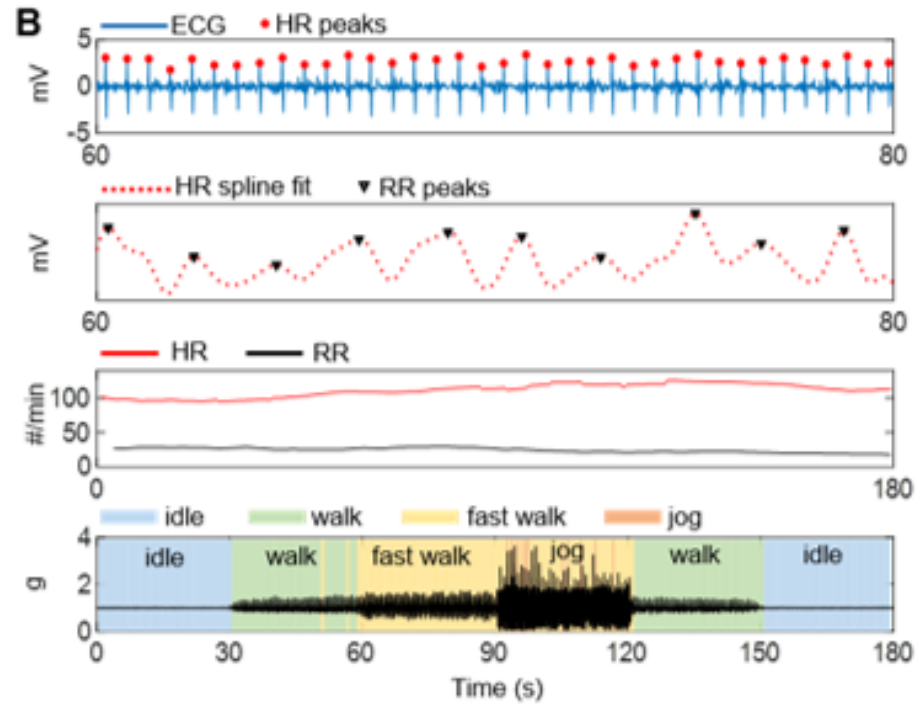 B
ECG HR peaks
5
0
-5
mV
60 80
HR spline fit RR peaks
mV
60 80
HR RR
100
50
0
#/min
0 180
idle walk fast walk jog
4
2
0
g
idle walk fast walk jog walk idle
0 30 60 90 120 150 180
Time (s)